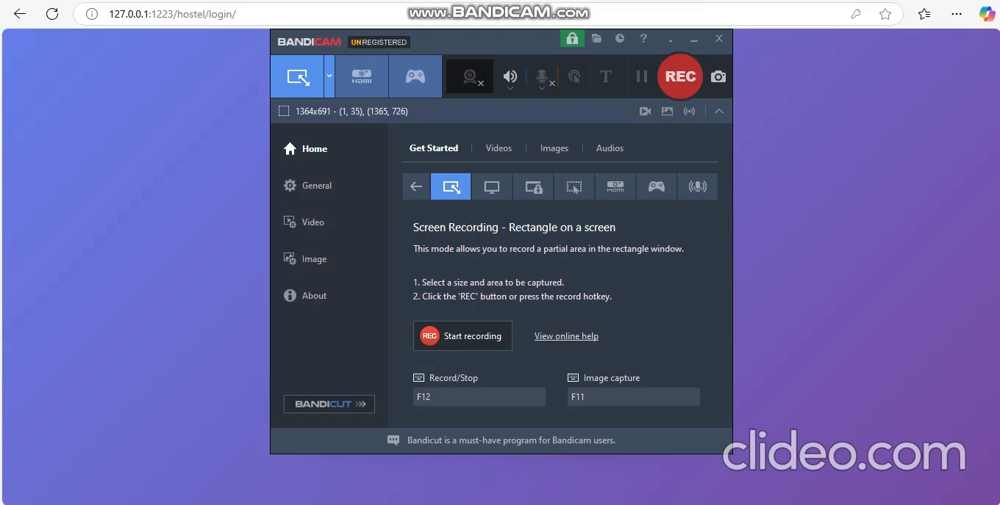 127.0.0.1:1223/hostel/login/
www.BANDICAM.com
BANDICAM UNREGISTERED
?
HDMI
T
REC
1364x691 - (1, 35), (1365, 726)
Home
General
Video
Image
About
BANDICUT
Get Started
Videos
Images
Audios
HDMI
Screen Recording - Rectangle on a screen
This mode allows you to record a partial area in the rectangle window.
1. Select a size and area to be captured.
2. Click the 'REC' button or press the record hotkey.
REC Start recording
View online help
Record/Stop
Image capture
F12
F11
Bandicut is a must-have program for Bandicam users.
clideo.com